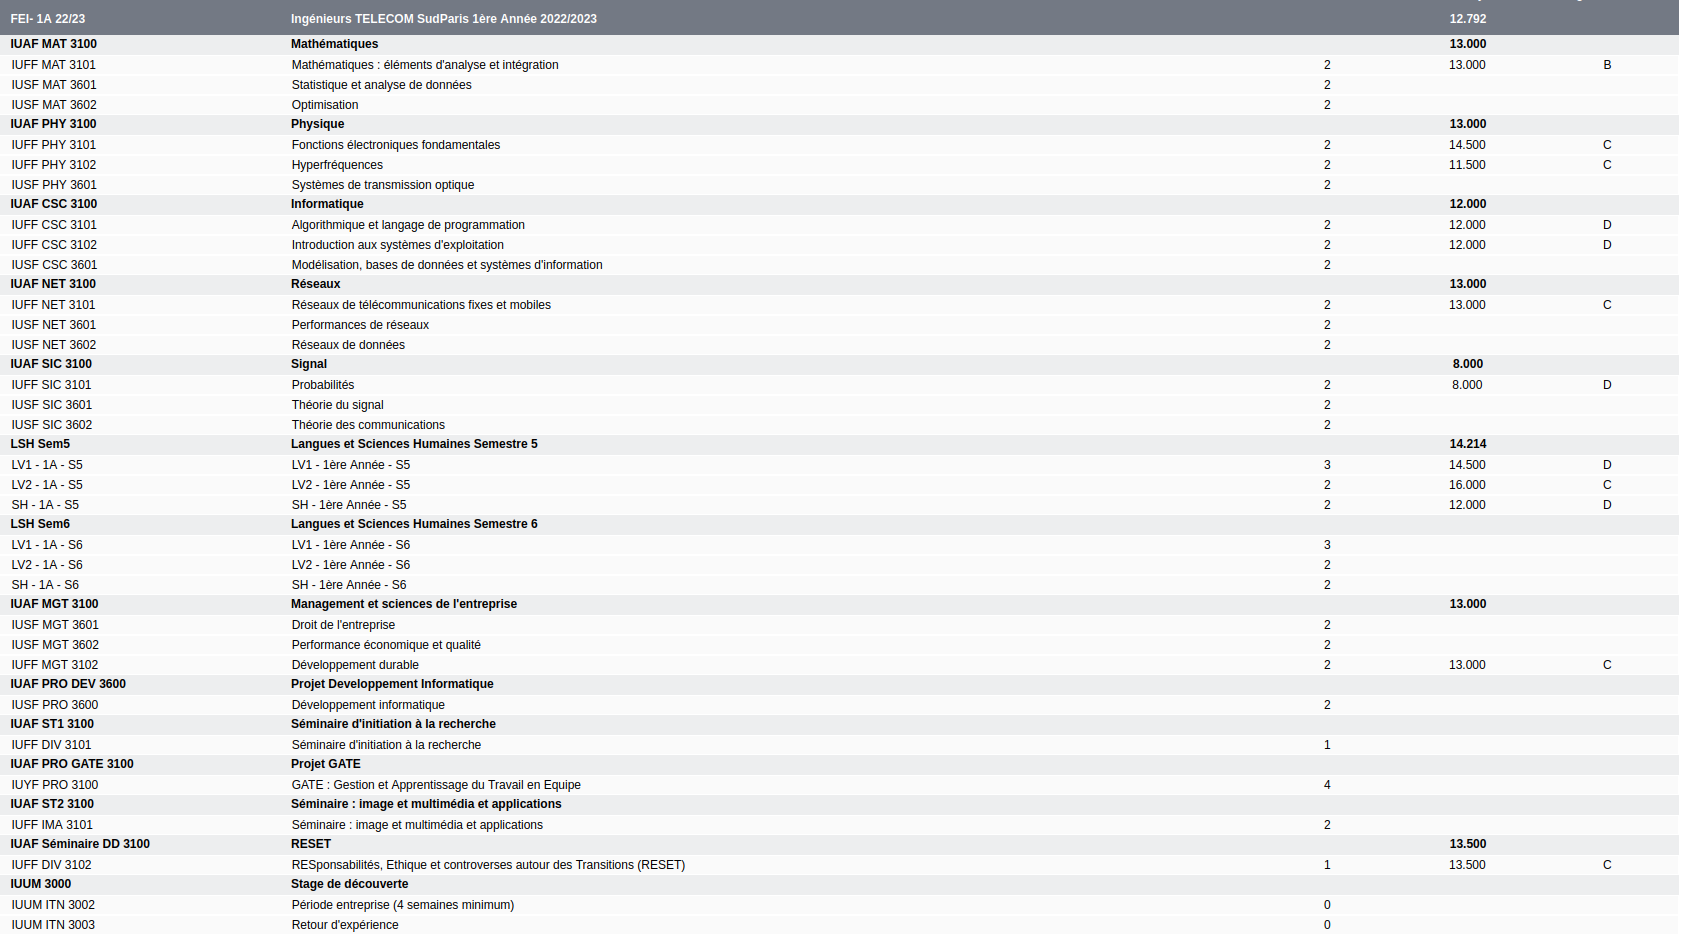 FEI- 1A 22/23 Ingénieurs TELECOM SudParis 1ère Année 2022/2023 12.792
IUAF MAT 3100 Mathématiques 13.000
IUFF MAT 3101 Mathématiques : éléments d'analyse et intégration 2 13.000 B
IUSF MAT 3601 Statistique et analyse de données 2
IUSF MAT 3602 Optimisation 2
IUAF PHY 3100 Physique 13.000
IUFF PHY 3101 Fonctions électroniques fondamentales 2 14.500 C
IUFF PHY 3102 Hyperfréquences 2 11.500 C
IUSF PHY 3601 Systèmes de transmission optique 2
IUAF CSC 3100 Informatique 12.000
IUFF CSC 3101 Algorithmique et langage de programmation 2 12.000 D
IUFF CSC 3102 Introduction aux systèmes d'exploitation 2 12.000 D
IUSF CSC 3601 Modélisation, bases de données et systèmes d'information 2
IUAF NET 3100 Réseaux 13.000
IUFF NET 3101 Réseaux de télécommunications fixes et mobiles 2 13.000 C
IUSF NET 3601 Performances de réseaux 2
IUSF NET 3602 Réseaux de données 2
IUAF SIC 3100 Signal 8.000
IUFF SIC 3101 Probabilités 2 8.000 D
IUSF SIC 3601 Théorie du signal 2
IUSF SIC 3602 Théorie des communications 2
LSH Sem5 Langues et Sciences Humaines Semestre 5 14.214
LV1 - 1A - S5 LV1 - 1ère Année - S5 3 14.500 D
LV2 - 1A - S5 LV2 - 1ère Année - S5 2 16.000 C
SH - 1A - S5 SH - 1ère Année - S5 2 12.000 D
LSH Sem6 Langues et Sciences Humaines Semestre 6
LV1 - 1A - S6 LV1 - 1ère Année - S6 3
LV2 - 1A - S6 LV2 - 1ère Année - S6 2
SH - 1A - S6 SH - 1ère Année - S6 2
IUAF MGT 3100 Management et sciences de l'entreprise 13.000
IUSF MGT 3601 Droit de l'entreprise 2
IUSF MGT 3602 Performance économique et qualité 2
IUFF MGT 3102 Développement durable 2 13.000 C
IUAF PRO DEV 3600 Projet Developpement Informatique
IUSF PRO 3600 Développement informatique 2
IUAF ST1 3100 Séminaire d'initiation à la recherche
IUFF DIV 3101 Séminaire d'initiation à la recherche 1
IUAF PRO GATE 3100 Projet GATE
IUYF PRO 3100 GATE : Gestion et Apprentissage du Travail en Equipe 4
IUAF ST2 3100 Séminaire : image et multimédia et applications
IUFF IMA 3101 Séminaire : image et multimédia et applications 2
IUAF Séminaire DD 3100 RESET 13.500
IUFF DIV 3102 RESponsabilités, Ethique et controverses autour des Transitions (RESET) 1 13.500 C
IUUM 3000 Stage de découverte
IUUM ITN 3002 Période entreprise (4 semaines minimum) 0
IUUM ITN 3003 Retour d'expérience 0